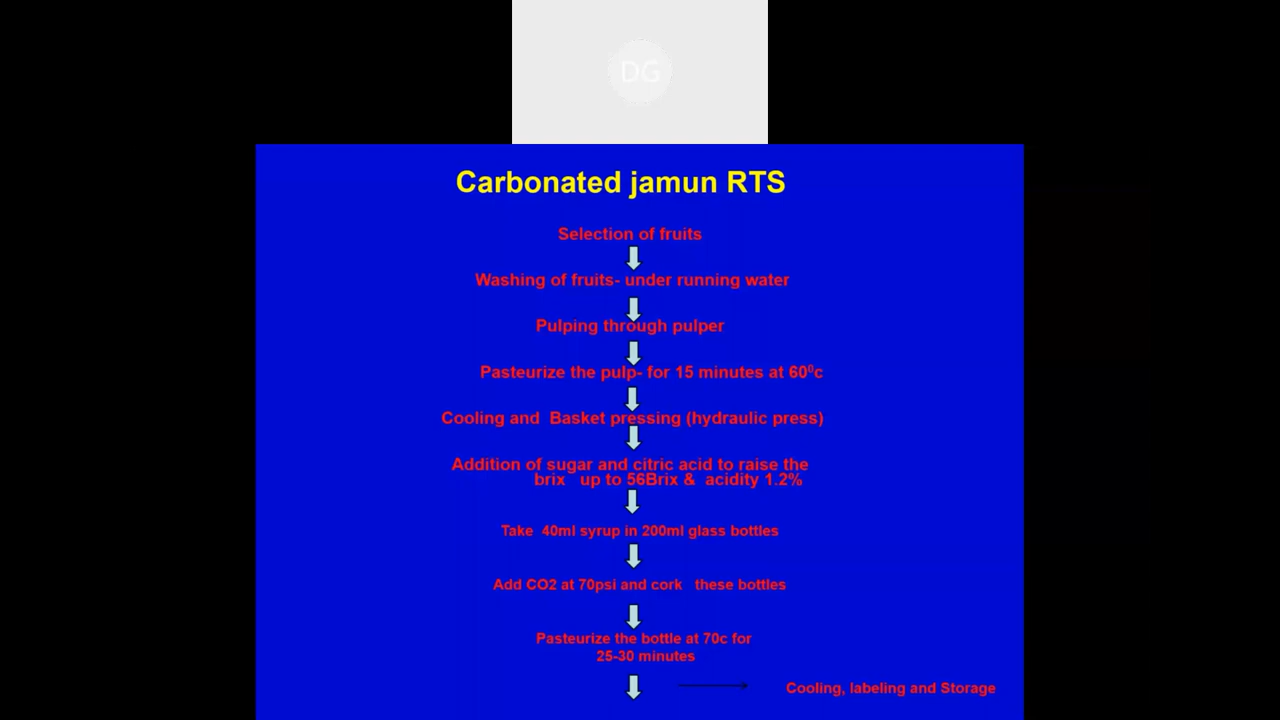 DG
Carbonated jamun RTS
Selection of fruits
Washing of fruits- under running water
Pulping through pulper
Pasteurize the pulp- for 15 minutes at 60⁰c
Cooling and  Basket pressing (hydraulic press)
Addition of sugar and citric acid to raise the
brix   up to 56Brix &  acidity 1.2%
Take  40ml syrup in 200ml glass bottles
Add CO2 at 70psi and cork   these bottles
Pasteurize the bottle at 70c for
25-30 minutes
Cooling, labeling and Storage